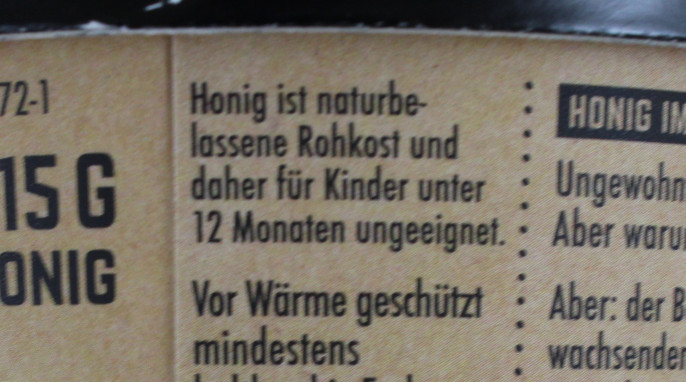 72-1
15 G
ONIG
Honig ist naturbe-
lassene Rohkost und
daher für Kinder unter
12 Monaten ungeeignet.
Vor Wärme geschützt
mindestens
HONIG IM
Ungewohn
Aber waru
Aber: der B
wachsender